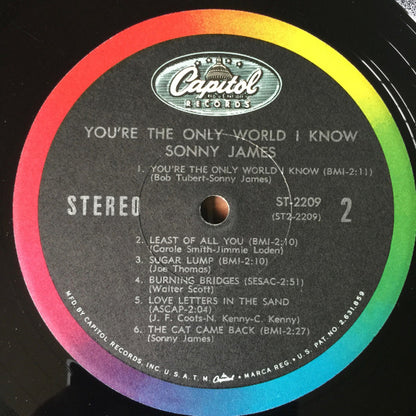 Capitol
RECORDS
YOU'RE THE ONLY WORLD I KNOW
SONNY JAMES
1. YOU'RE THE ONLY WORLD I KNOW (BMI-2:11)
(Bob Tubert-Sonny James)
STEREO
ST-2209
(ST2-2209)
2
2. LEAST OF ALL YOU (BMI-2:10)
(Carole Smith-Jimmie Loden)
3. SUGAR LUMP (BMI-2:10)
(Joe Thomas)
4. BURNING BRIDGES (SESAC-2:51)
(Walter Scott)
5. LOVE LETTERS IN THE SAND
(ASCAP-2:04)
(J. F. Coots-N. Kenny-C. Kenny)
6. THE CAT CAME BACK (BMI-2:27)
(Sonny James)
MFD. BY CAPITOL RECORDS, INC. U.S.A. T.M. Capitol MARCA REG. • U.S. PAT. NO. 2,631,859